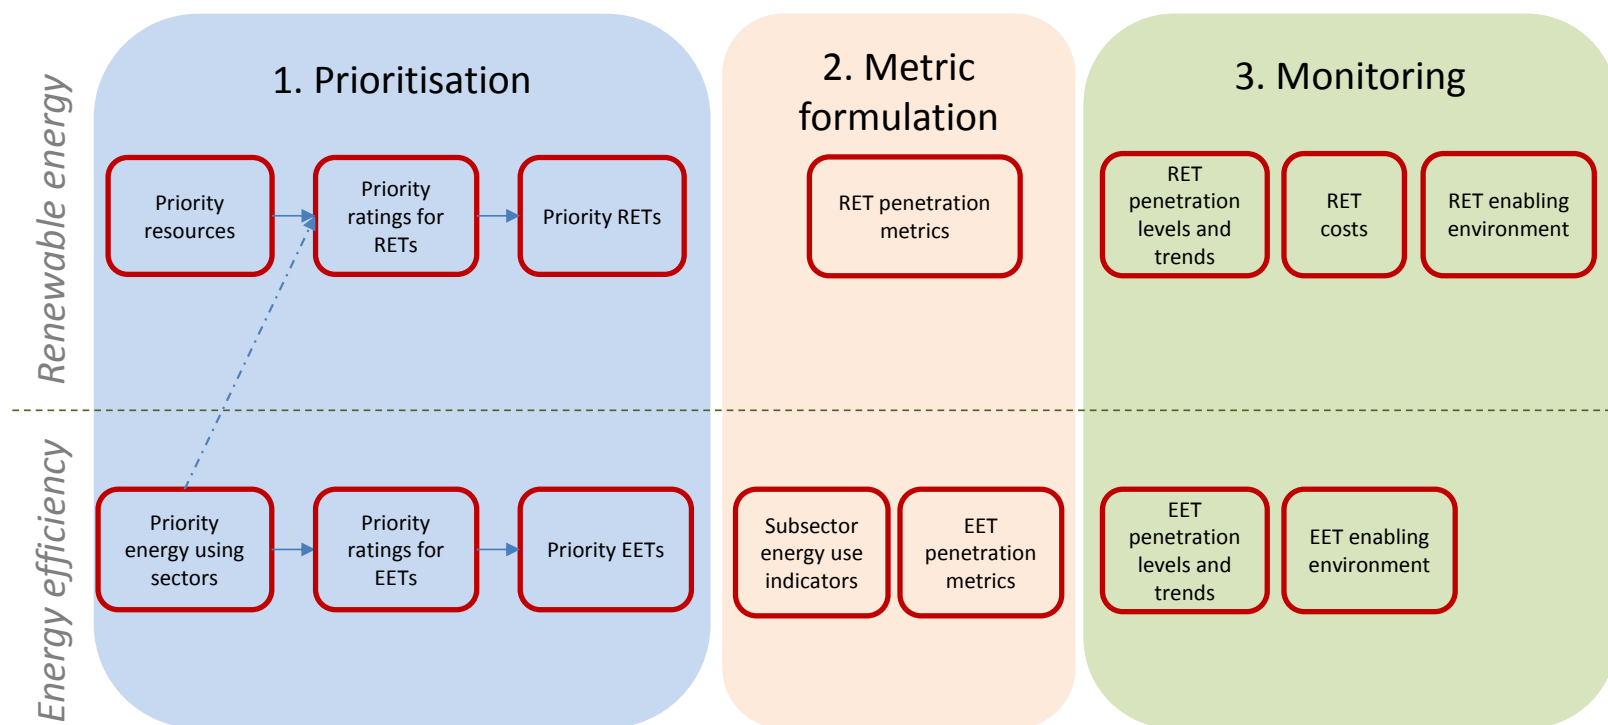 Renewable energy
1. Prioritisation
Priority
resources
Priority
ratings for
RETs
Priority RETs
2. Metric
formulation
RET penetration
metrics
3. Monitoring
RET
penetration
levels and
trends
RET
costs
RET enabling
environment
Energy efficiency
Priority
energy using
sectors
Priority
ratings for
EETs
Priority EETs
Subsector
energy use
indicators
EET
penetration
metrics
EET
penetration
levels and
trends
EET enabling
environment